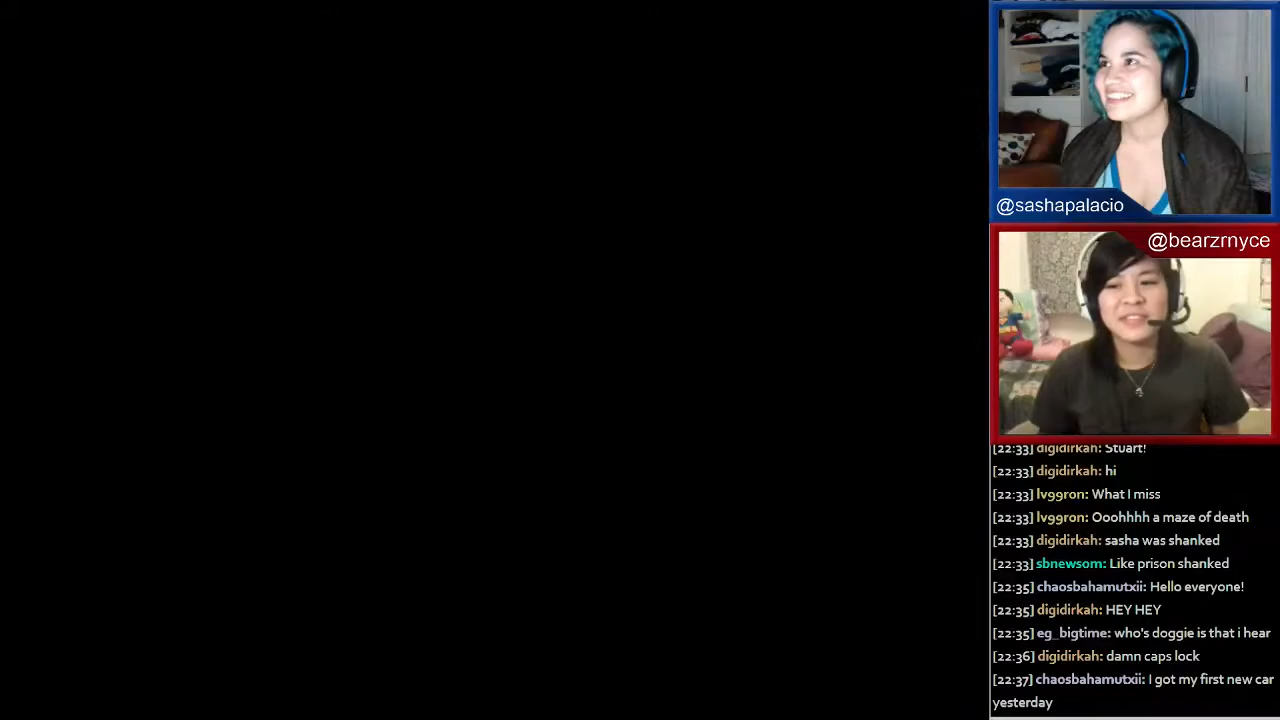 @sashapalacio
@bearzrnyce
[22:33] digidirkah: Stuart!
[22:33] digidirkah: hi
[22:33] lv99ron: What I miss
[22:33] lv99ron: Ooohhhh a maze of death
[22:33] digidirkah: sasha was shanked
[22:33] sbnewsom: Like prison shanked
[22:35] chaosbahamutxii: Hello everyone!
[22:35] digidirkah: HEY HEY
[22:35] eg_bigtime: who's doggie is that i hear
[22:36] digidirkah: damn caps lock
[22:37] chaosbahamutxii: I got my first new car
yesterday